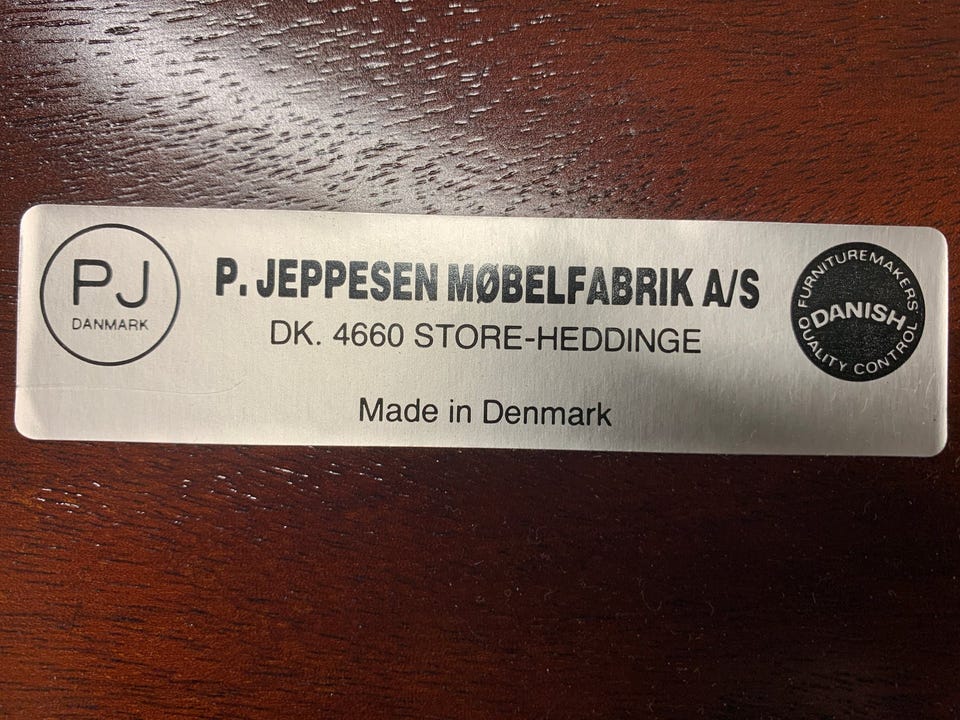 PJ
DANMARK
P. JEPPESEN MØBELFABRIK A/S
DK. 4660 STORE-HEDDINGE
Made in Denmark
FURNITUREMAKERS'
DANISH
QUALITY CONTROL